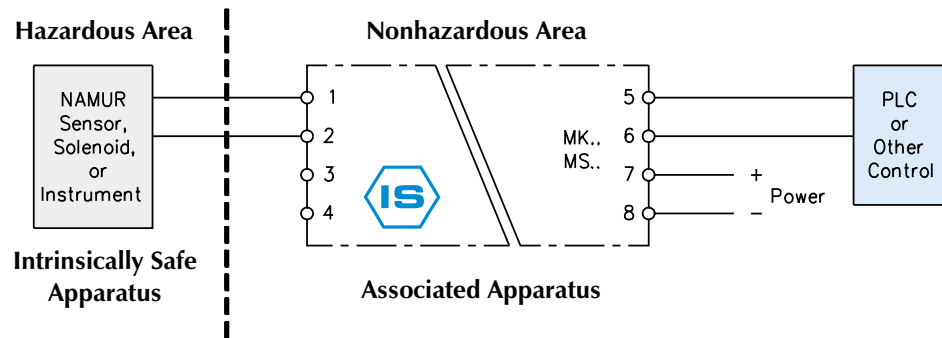 Hazardous Area
Nonhazardous Area
NAMUR
Sensor,
Solenoid,
or
Instrument
Intrinsically Safe
Apparatus
1
2
3
4
IS
MK..
MS..
5
6
7
8
+
Power
–
PLC
or
Other
Control
Associated Apparatus